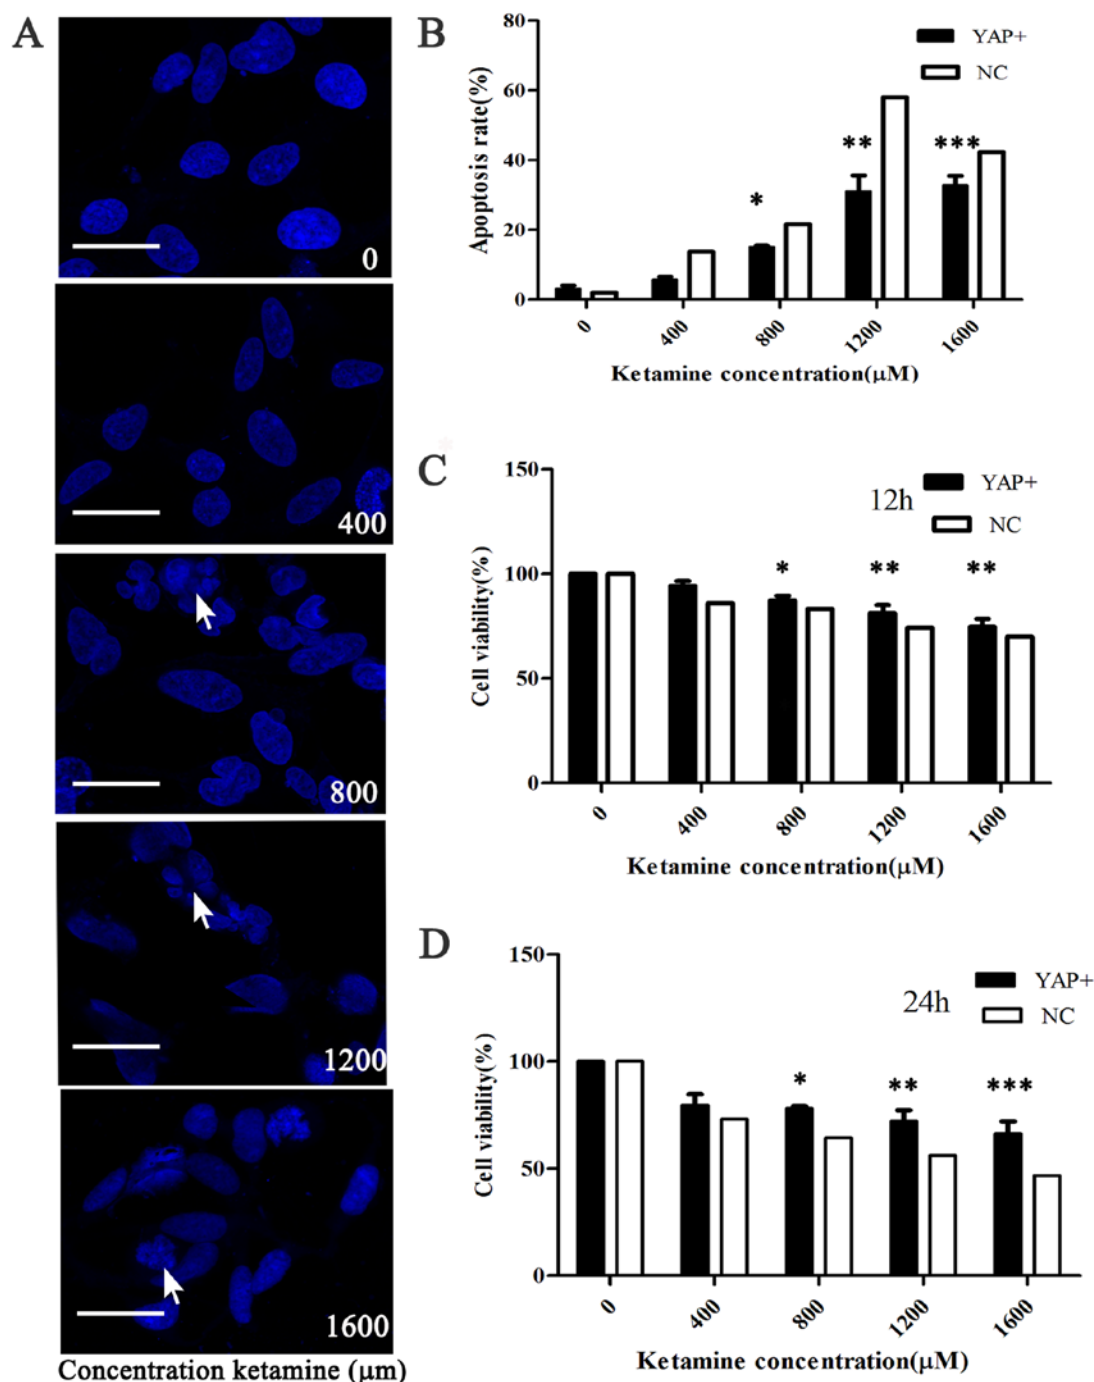 A
0
400
800
1200
1600
Concentration ketamine (μm)
B
80
60
40
20
0
Apoptosis rate(%)
YAP+
NC
*
**
***
0
400
800
1200
1600
Ketamine concentration(μM)
C
150
100
50
0
Cell viability(%)
12h
YAP+
NC
*
**
**
0
400
800
1200
1600
Ketamine concentration(μM)
D
150
100
50
0
Cell viability(%)
24h
YAP+
NC
*
**
***
0
400
800
1200
1600
Ketamine concentration(μM)